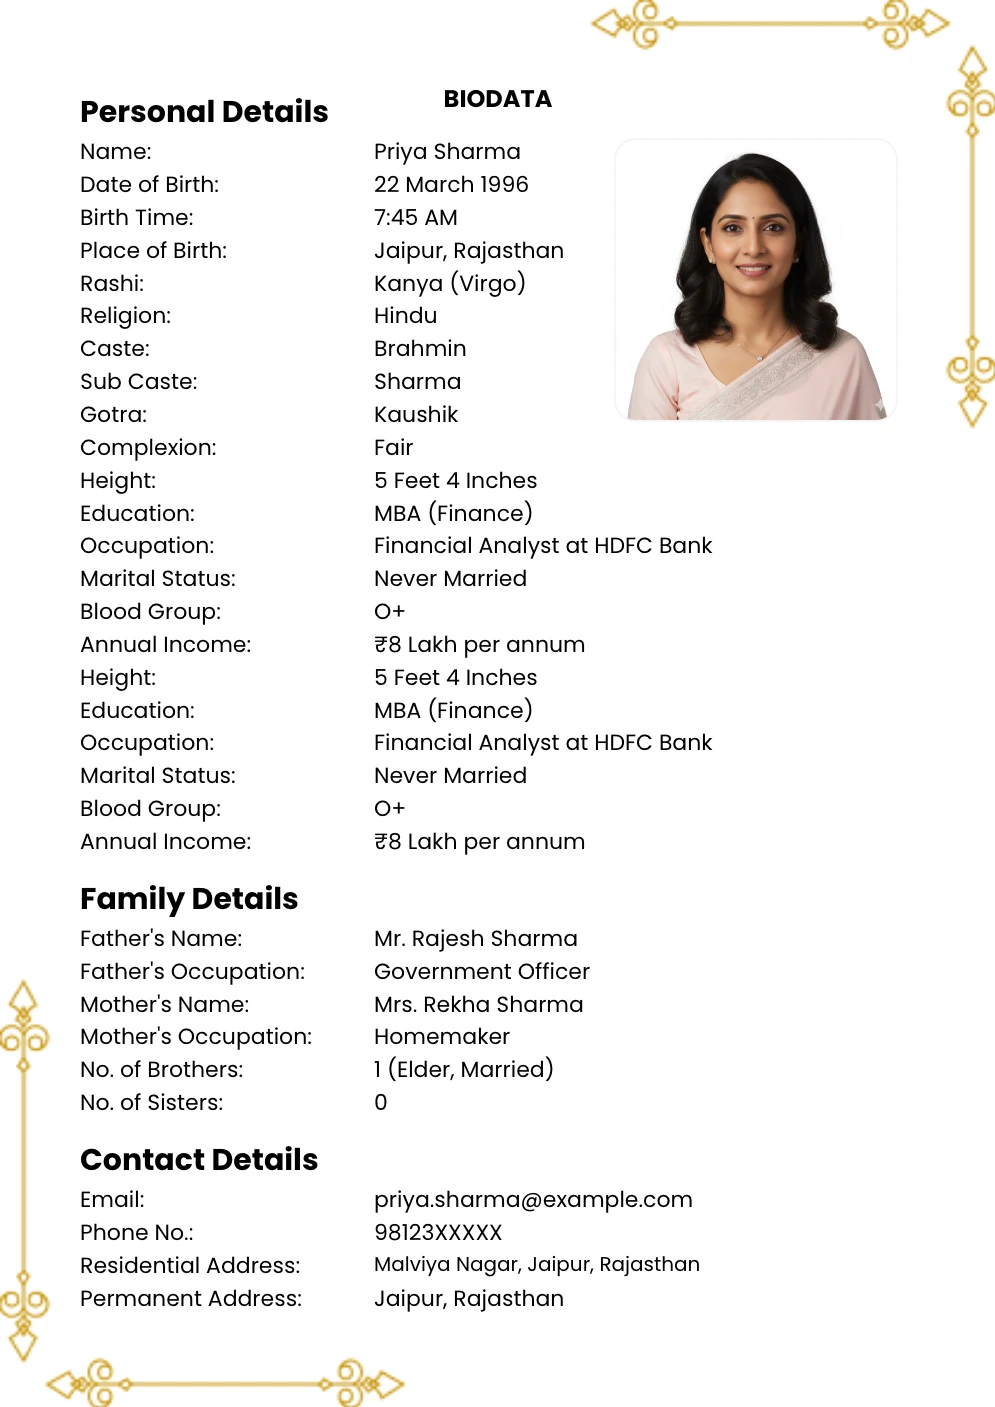 BIODATA
Personal Details
Name: Priya Sharma
Date of Birth: 22 March 1996
Birth Time: 7:45 AM
Place of Birth: Jaipur, Rajasthan
Rashi: Kanya (Virgo)
Religion: Hindu
Caste: Brahmin
Sub Caste: Sharma
Gotra: Kaushik
Complexion: Fair
Height: 5 Feet 4 Inches
Education: MBA (Finance)
Occupation: Financial Analyst at HDFC Bank
Marital Status: Never Married
Blood Group: O+
Annual Income: ₹8 Lakh per annum
Height: 5 Feet 4 Inches
Education: MBA (Finance)
Occupation: Financial Analyst at HDFC Bank
Marital Status: Never Married
Blood Group: O+
Annual Income: ₹8 Lakh per annum
Family Details
Father's Name: Mr. Rajesh Sharma
Father's Occupation: Government Officer
Mother's Name: Mrs. Rekha Sharma
Mother's Occupation: Homemaker
No. of Brothers: 1 (Elder, Married)
No. of Sisters: 0
Contact Details
Email: priya.sharma@example.com
Phone No.: 98123XXXXX
Residential Address: Malviya Nagar, Jaipur, Rajasthan
Permanent Address: Jaipur, Rajasthan